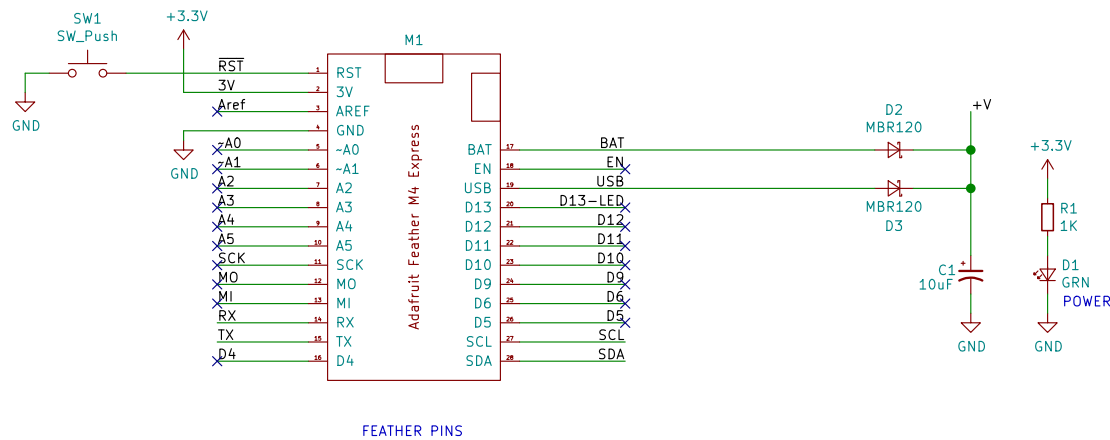 SW1
SW_Push
+3.3V
GND
RST
3V
Aref
GND
~A0
~A1
A2
A3
A4
A5
SCK
MO
MI
RX
TX
D4
1
2
3
4
5
6
7
8
9
10
11
12
13
14
15
16
M1
RST
3V
AREF
GND
~A0
~A1
A2
A3
A4
A5
SCK
MO
MI
RX
TX
D4
Adafruit Feather M4 Express
BAT
EN
USB
D13
D12
D11
D10
D9
D6
D5
SCL
SDA
17
18
19
20
21
22
23
24
25
26
27
28
BAT
EN
USB
D13-LED
D12
D11
D10
D9
D6
D5
SCL
SDA
D2
MBR120
MBR120
D3
+V
C1
10uF
+
GND
+3.3V
R1
1K
D1
GRN
POWER
GND
FEATHER PINS